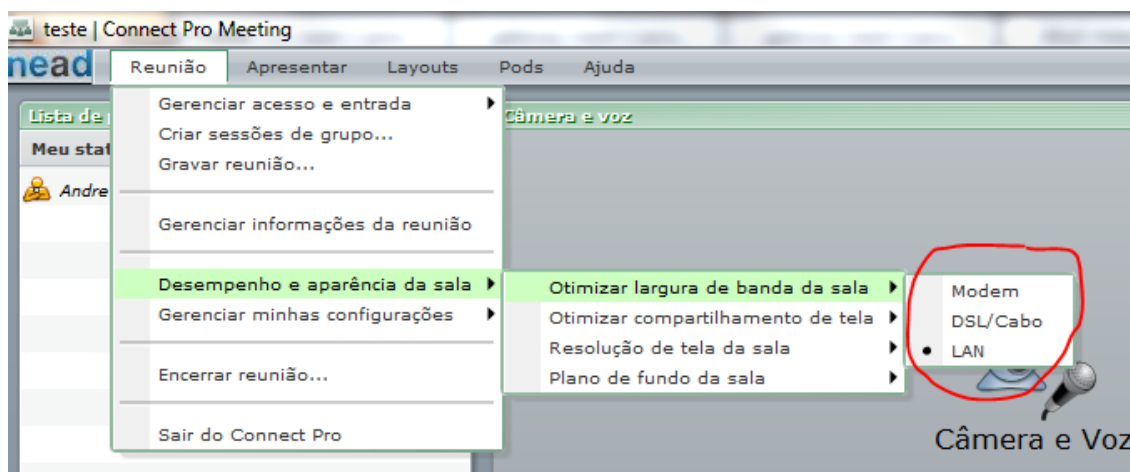 teste | Connect Pro Meeting
mead
Reunião Apresentar Layouts Pods Ajuda
Lista de
Câmera e voz
Meu stat
Andre
Gerenciar acesso e entrada
Criar sessões de grupo...
Gravar reunião...
Gerenciar informações da reunião
Desempenho e aparência da sala
Gerenciar minhas configurações
Encerrar reunião...
Sair do Connect Pro
Otimizar largura de banda da sala
Otimizar compartilhamento de tela
Resolução de tela da sala
Plano de fundo da sala
Modem
DSL/Cabo
LAN
Câmera e Voz